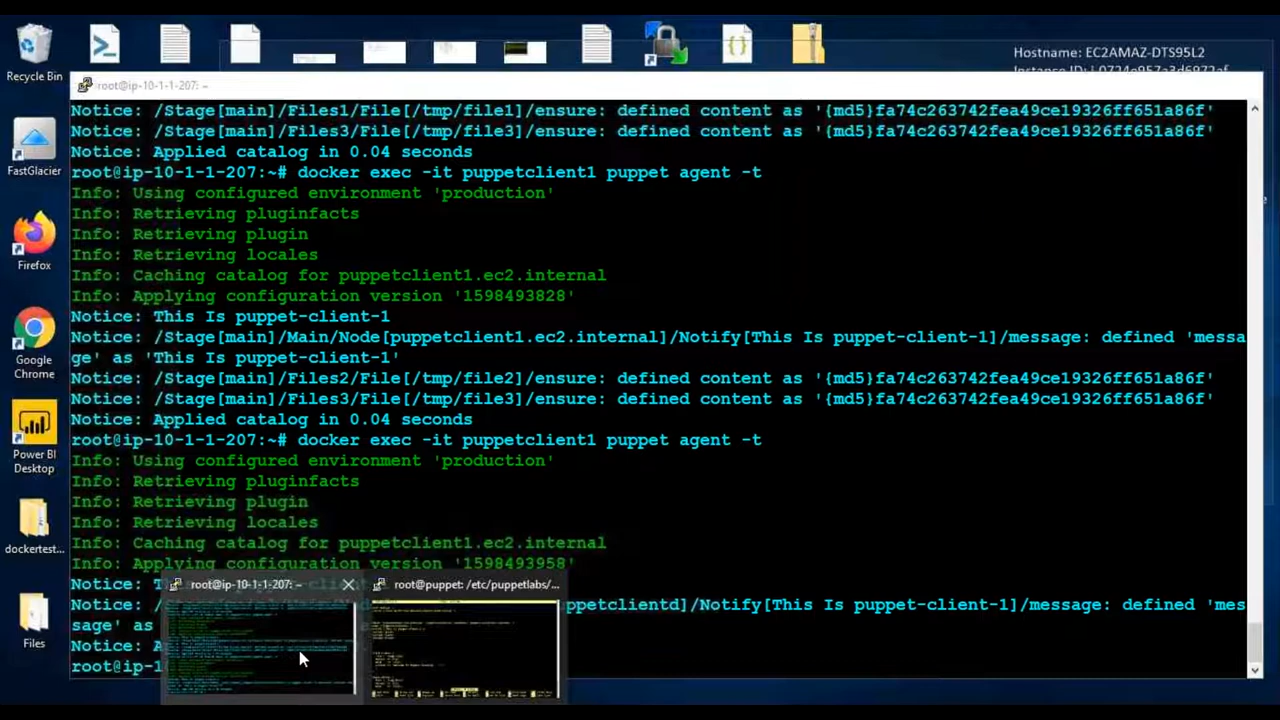 Hostname: EC2AMAZ-DTS95L2
Recycle Bin
FastGlacier
Firefox
Google
Chrome
Power BI
Desktop
dockertest...
Files
root@ip-10-1-1-207: ~
Notice: /Stage[main]/Files1/File[/tmp/file1]/ensure: defined content as '{md5}fa74c263742fea49ce19326ff651a86f'
Notice: /Stage[main]/Files3/File[/tmp/file3]/ensure: defined content as '{md5}fa74c263742fea49ce19326ff651a86f'
Notice: Applied catalog in 0.04 seconds
root@ip-10-1-1-207:~# docker exec -it puppetclient1 puppet agent -t
Info: Using configured environment 'production'
Info: Retrieving pluginfacts
Info: Retrieving plugin
Info: Retrieving locales
Info: Caching catalog for puppetclient1.ec2.internal
Info: Applying configuration version '1598493828'
Notice: This Is puppet-client-1
Notice: /Stage[main]/Main/Node[puppetclient1.ec2.internal]/Notify[This Is puppet-client-1]/message: defined 'messa
ge' as 'This Is puppet-client-1'
Notice: /Stage[main]/Files2/File[/tmp/file2]/ensure: defined content as '{md5}fa74c263742fea49ce19326ff651a86f'
Notice: /Stage[main]/Files3/File[/tmp/file3]/ensure: defined content as '{md5}fa74c263742fea49ce19326ff651a86f'
Notice: Applied catalog in 0.04 seconds
root@ip-10-1-1-207:~# docker exec -it puppetclient1 puppet agent -t
Info: Using configured environment 'production'
Info: Retrieving pluginfacts
Info: Retrieving plugin
Info: Retrieving locales
Info: Caching catalog for puppetclient1.ec2.internal
Info: Applying configuration version '1598493958'
Notice:
Notice: ppetclientd]/Notify[This Is puppet-client-1]/message: defined 'mes
sage' as
Notice:
root@ip-1
root@ip-10-1-1-207: ~
root@puppet: /etc/puppetlabs/...